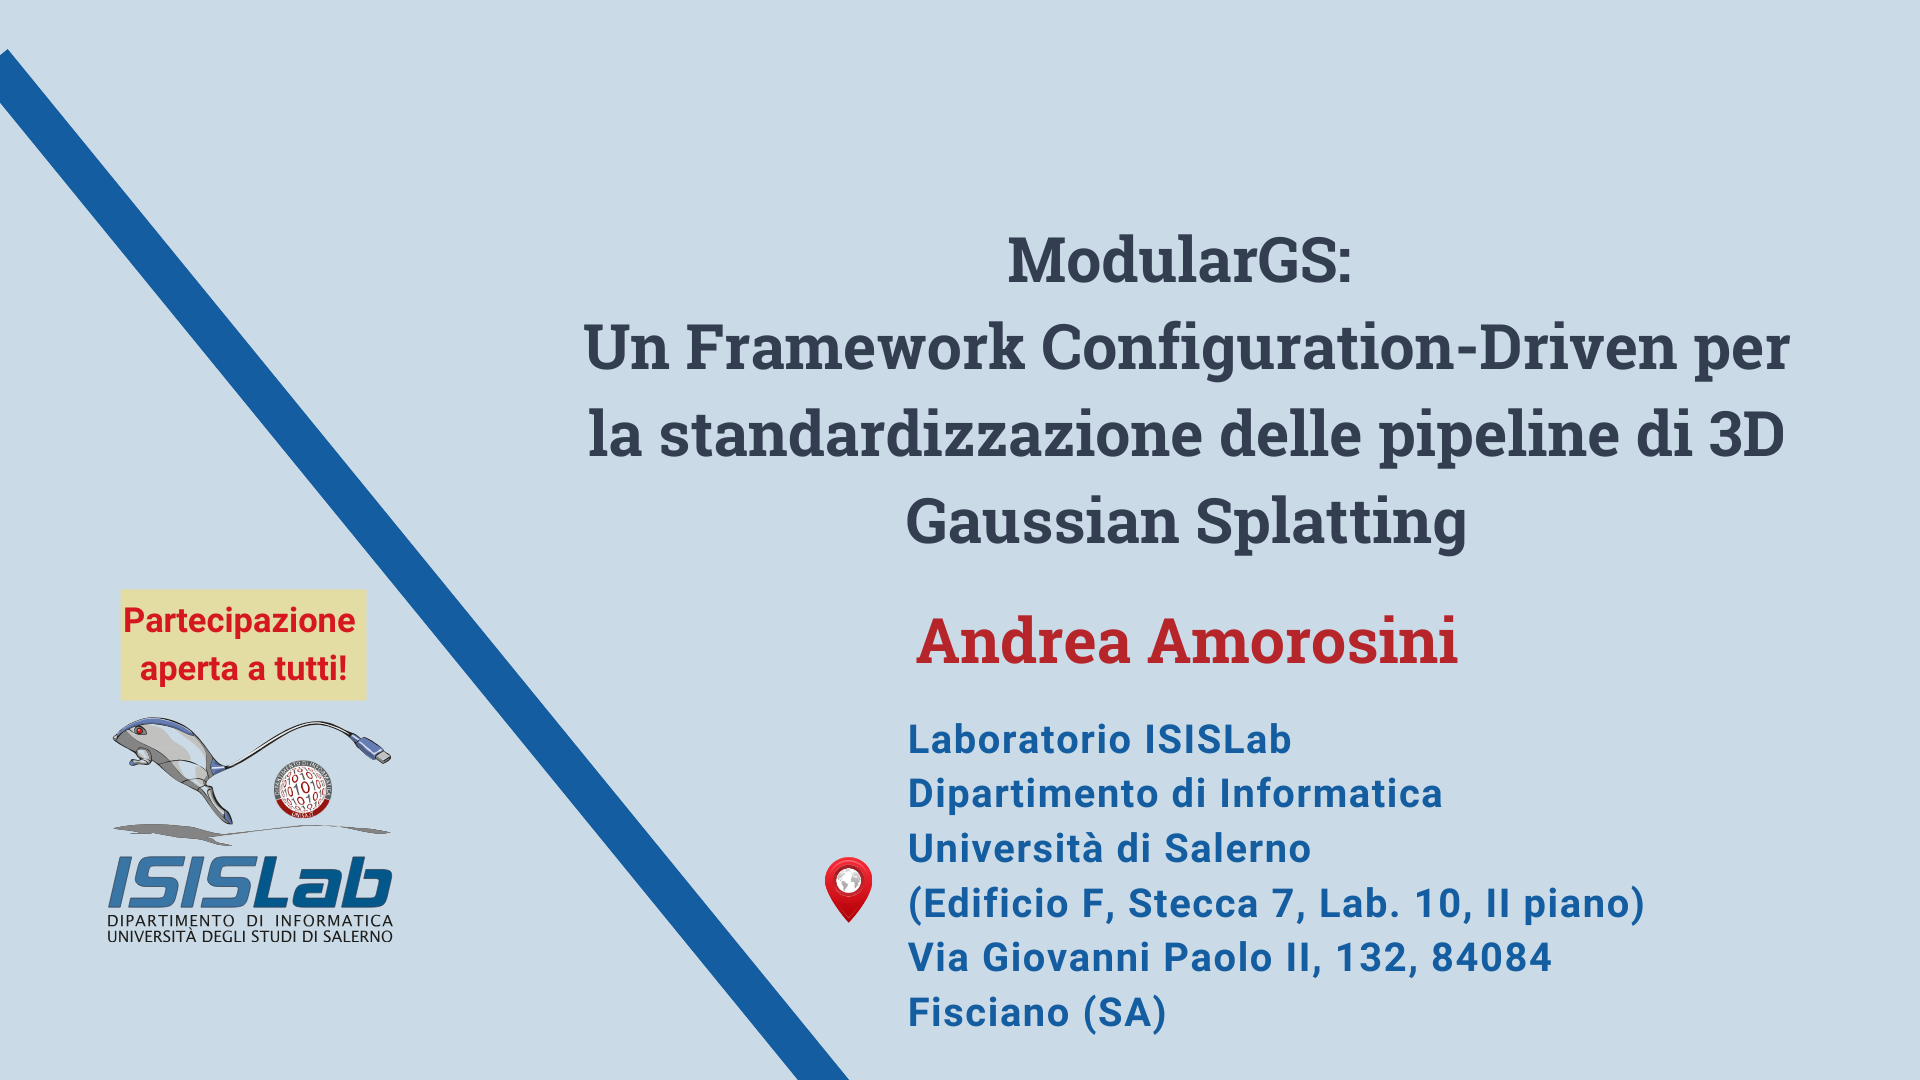 ModularGS:
Un Framework Configuration-Driven per
la standardizzazione delle pipeline di 3D
Gaussian Splatting
Andrea Amorosini
Partecipazione
aperta a tutti!
ISISLab
DIPARTIMENTO DI INFORMATICA
UNIVERSITÀ DEGLI STUDI DI SALERNO
Laboratorio ISISLab
Dipartimento di Informatica
Università di Salerno
(Edificio F, Stecca 7, Lab. 10, II piano)
Via Giovanni Paolo II, 132, 84084
Fisciano (SA)